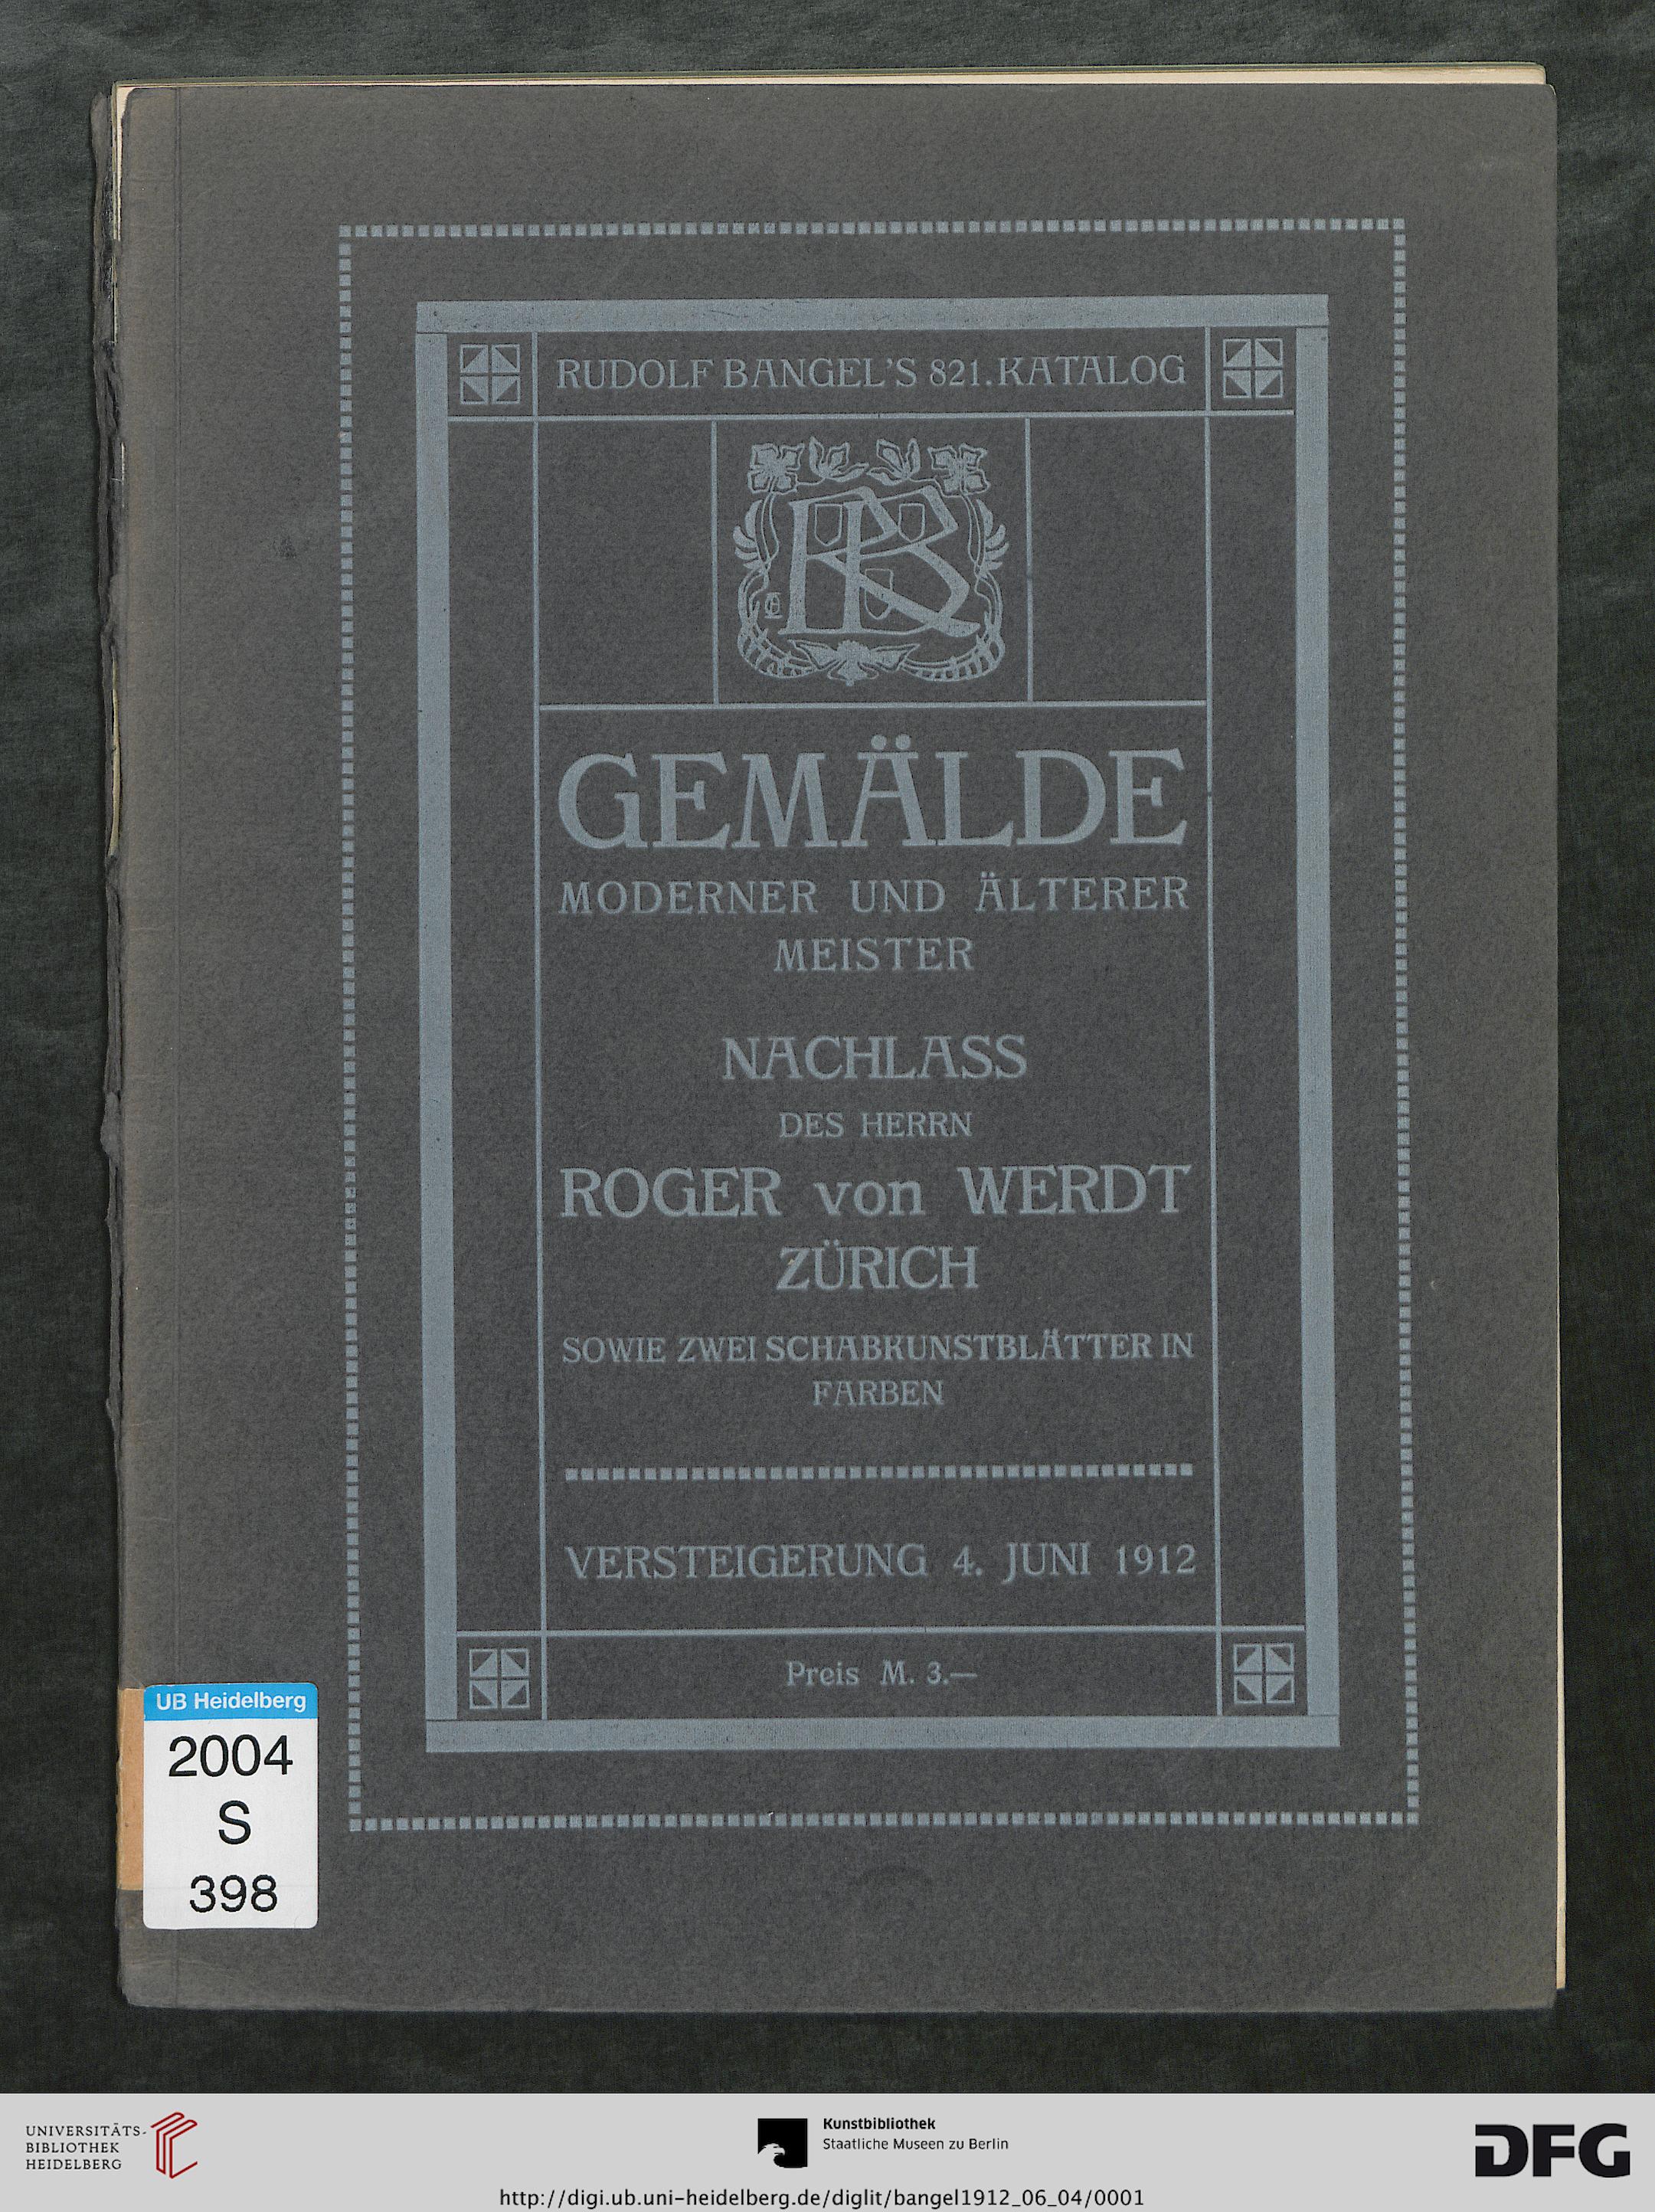 RUDOLF BANGEL'S 821. KATALOG
RB
GEMÄLDE
MODERNER UND ÄLTERER
MEISTER
NACHLASS
DES HERRN
ROGER von WERDT
ZÜRICH
SOWIE ZWEI SCHABKUNSTBLÄTTER IN
FARBEN
VERSTEIGERUNG 4. JUNI 1912
Preis M. 3.—
UB Heidelberg
2004
S
398
UNIVERSITÄTS-
BIBLIOTHEK
HEIDELBERG
Kunstbibliothek
Staatliche Museen zu Berlin
DFG
http://digi.ub.uni-heidelberg.de/diglit/bangel1912_06_04/0001